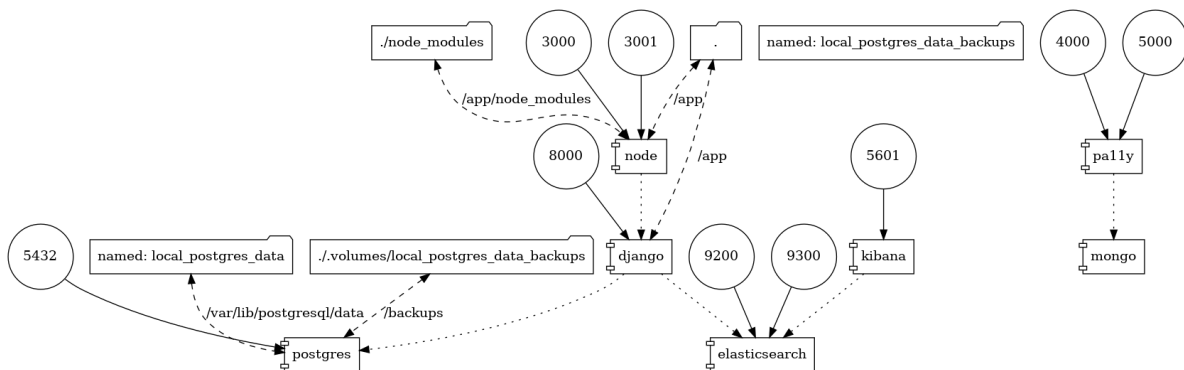 ./node_modules
3000
3001
.
named: local_postgres_data_backups
4000
5000
/app/node_modules
/app
8000
node
/app
5601
pa11y
5432
named: local_postgres_data
./.volumes/local_postgres_data_backups
django
9200
9300
kibana
mongo
/var/lib/postgresql/data
/backups
postgres
elasticsearch